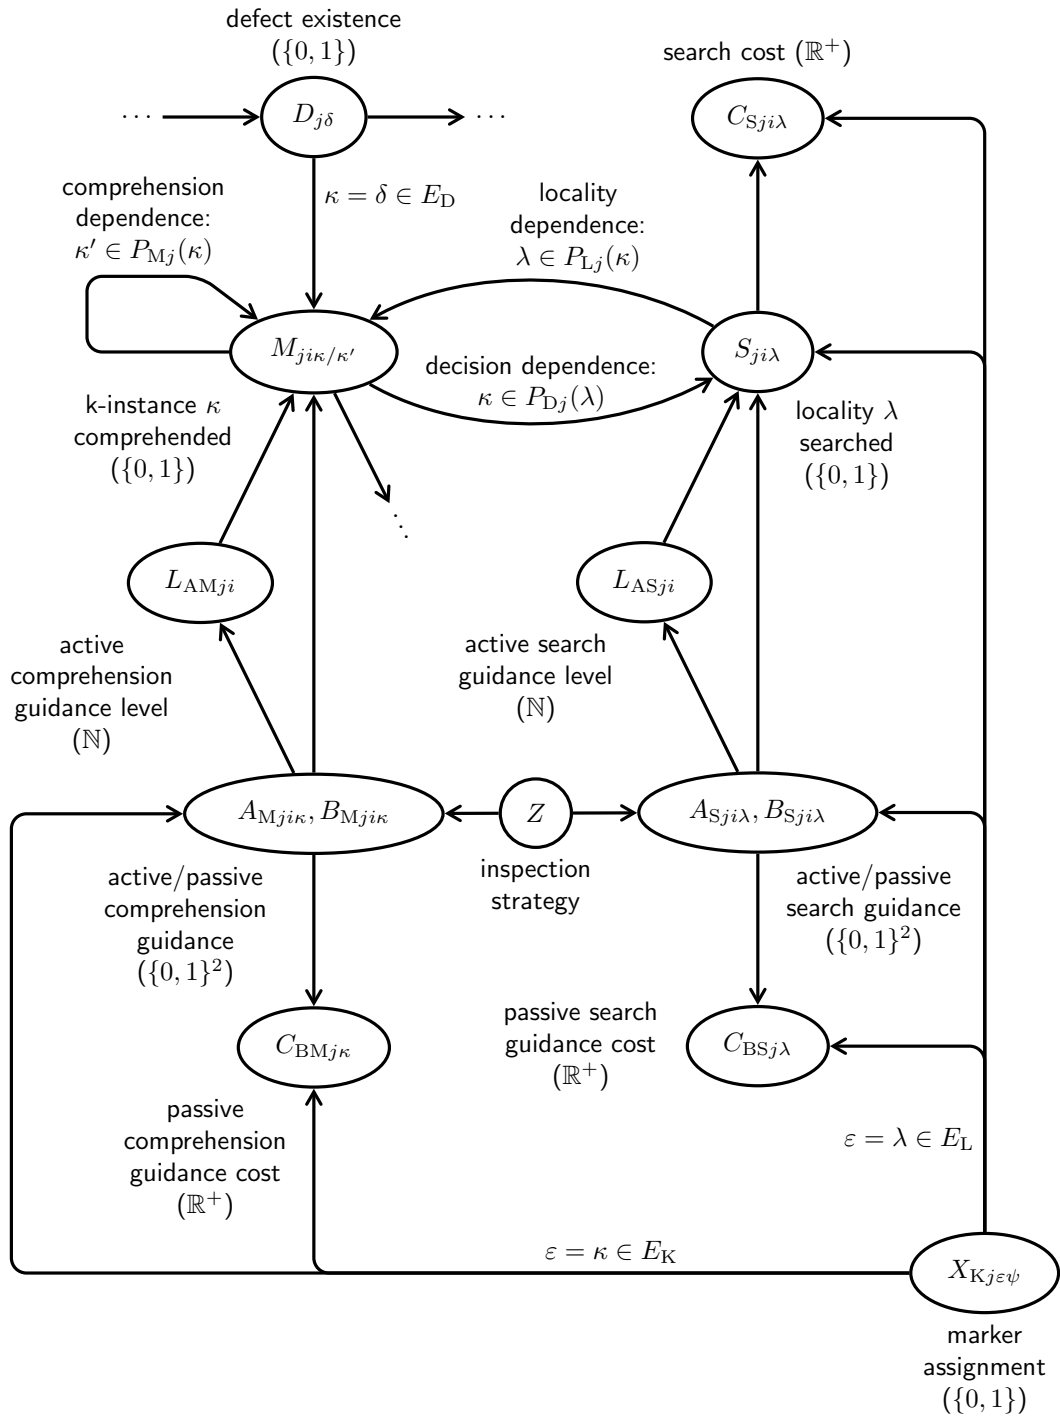 defect existence
({0, 1})
search cost (ℝ⁺)
· · ·
D_{jδ}
· · ·
C_{Sjiλ}
κ = δ ∈ E_D
comprehension
dependence:
κ′ ∈ P_{Mj}(κ)
locality
dependence:
λ ∈ P_{Lj}(κ)
M_{jiκ/κ′}
S_{jiλ}
decision dependence:
κ ∈ P_{Dj}(λ)
k-instance κ
comprehended
({0, 1})
locality λ
searched
({0, 1})
⋱
L_{AMji}
L_{ASji}
active
comprehension
guidance level
(ℕ)
active search
guidance level
(ℕ)
A_{Mjiκ}, B_{Mjiκ}
Z
A_{Sjiλ}, B_{Sjiλ}
inspection
strategy
active/passive
comprehension
guidance
({0, 1}²)
active/passive
search guidance
({0, 1}²)
C_{BMjκ}
passive search
guidance cost
(ℝ⁺)
C_{BSjλ}
passive
comprehension
guidance cost
(ℝ⁺)
ε = λ ∈ E_L
ε = κ ∈ E_K
X_{Kjεψ}
marker
assignment
({0, 1})